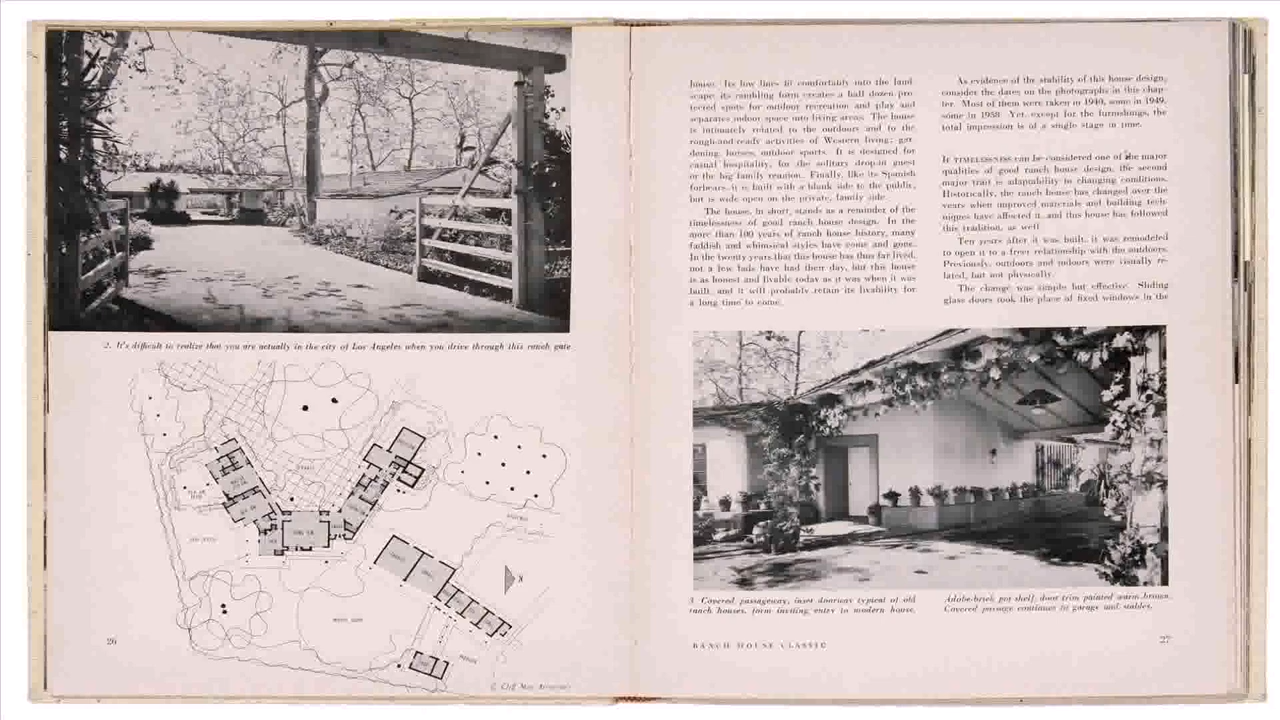 2. It's difficult to realize that you are actually in the city of Los Angeles when you drive through this ranch gate
26
© Cliff May
house. Its low lines fit comfortably into the land
scape; its rambling form creates a half dozen pro
tected spots for outdoor recreation and play and
separates indoor space into living areas. The house
is intimately related to the outdoors and to the
rough-and-ready activities of Western living: gar
dening, horses, outdoor sports. It is designed for
casual hospitality, for the solitary drop-in guest
or the big family reunion. Finally, like its Spanish
forbears, it is built with a blank side to the public,
but is wide open on the private, family side.
The house, in short, stands as a reminder of the
timelessness of good ranch house design. In the
more than 100 years of ranch house history, many
faddish and whimsical styles have come and gone.
In the twenty years that this house has thus far lived,
not a few fads have had their day, but this house
is as honest and livable today as it was when it was
built, and it will probably retain its livability for
a long time to come.
As evidence of the stability of this house design,
consider the dates on the photographs in this chap-
ter. Most of them were taken in 1940, some in 1949,
some in 1958. Yet, except for the furnishings, the
total impression is of a single stage in time.
If TIMELESSNESS can be considered one of the major
qualities of good ranch house design, the second
major trait is adaptability to changing conditions.
Historically, the ranch house has changed over the
years when improved materials and building tech
niques have affected it, and this house has followed
this tradition, as well.
Ten years after it was built, it was remodeled
to open it to a freer relationship with the outdoors.
Previously, outdoors and indoors were visually re-
lated, but not physically.
The change was simple but effective. Sliding
glass doors took the place of fixed windows in the
3. Covered passageway, inset doorway typical of old
ranch houses, form inviting entry to modern house.
Adobe-brick pot shelf, door trim painted warm brown.
Covered passage continues to garage and stables.
RANCH HOUSE CLASSIC
27